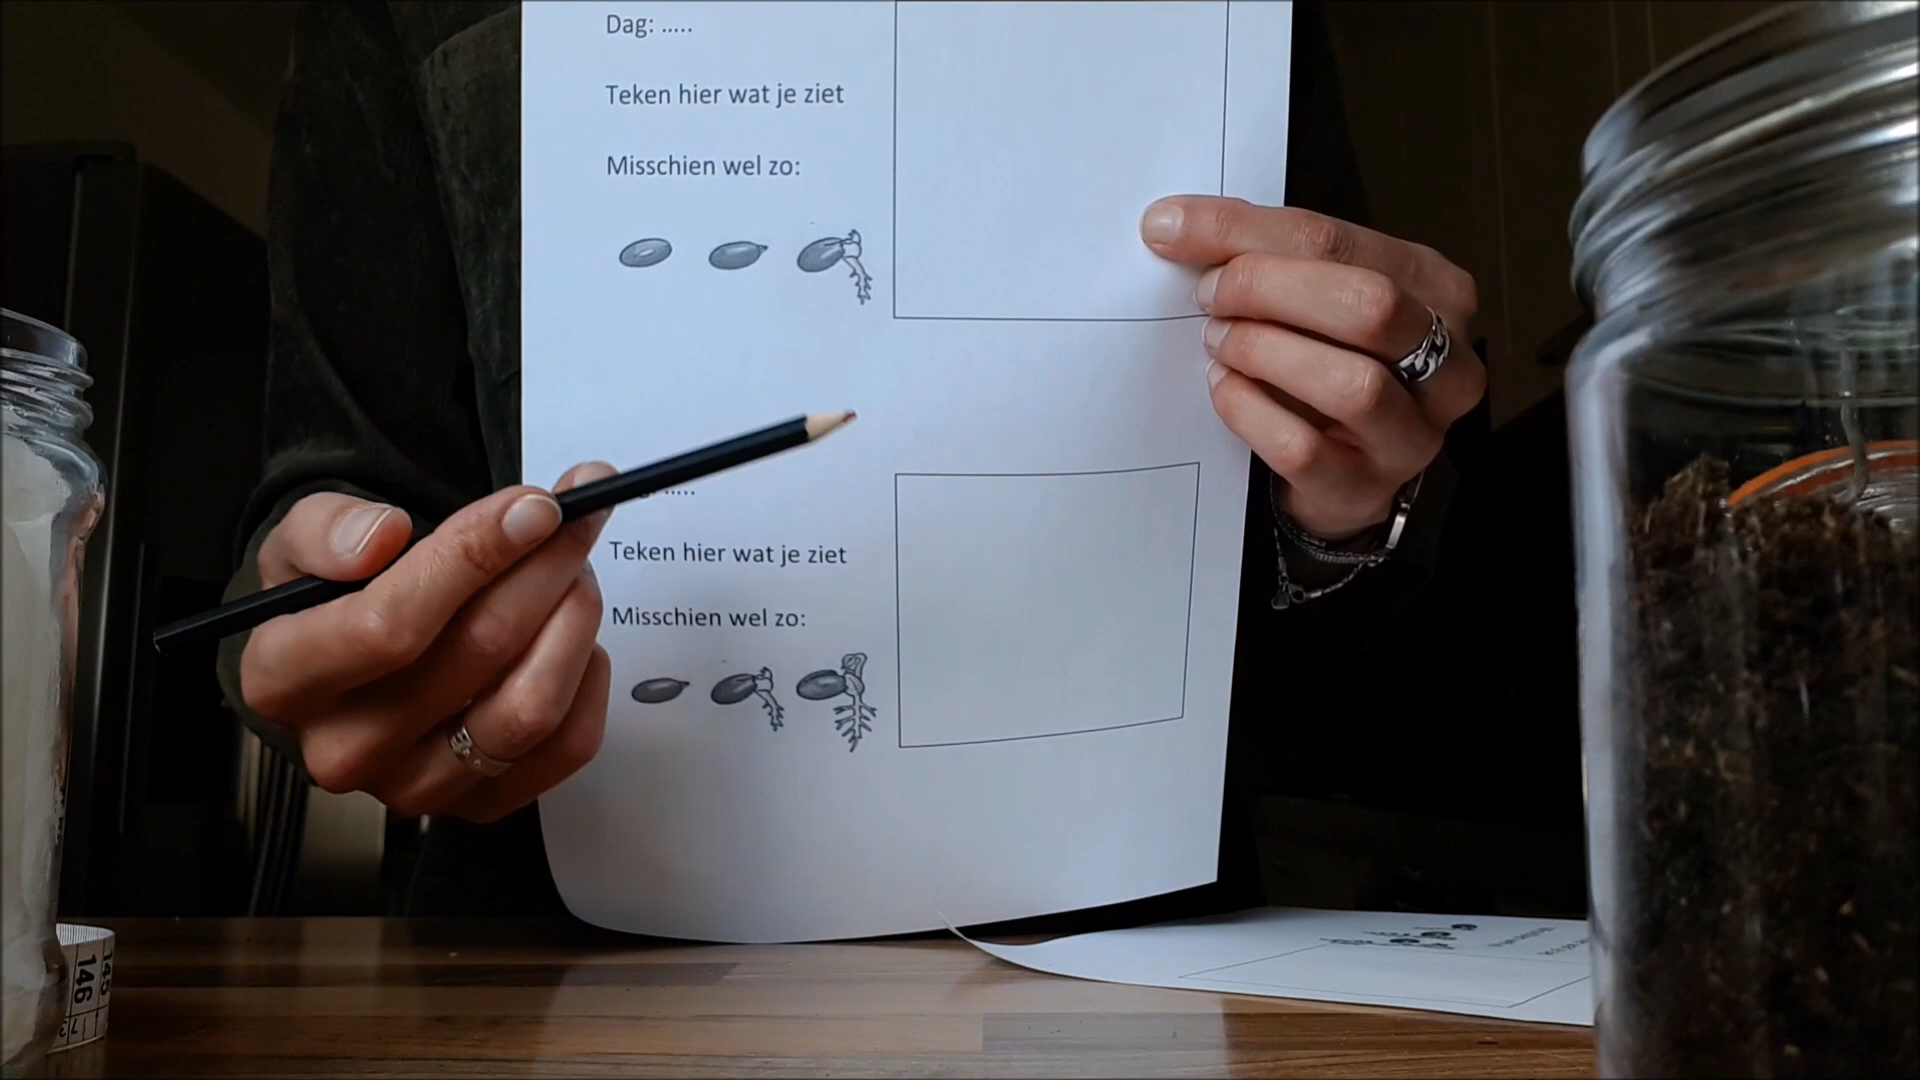 Dag: .....
Teken hier wat je ziet
Misschien wel zo:
.....
Teken hier wat je ziet
Misschien wel zo:
145
146